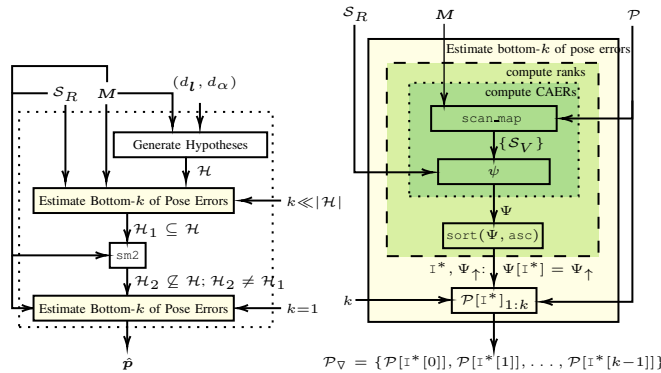 𝒮_R
M
(d_l, d_α)
Generate Hypotheses
ℋ
Estimate Bottom-k of Pose Errors
k≪|ℋ|
ℋ_1 ⊆ ℋ
sm2
ℋ_2 ⊈ ℋ; ℋ_2 ≠ ℋ_1
Estimate Bottom-k of Pose Errors
k=1
p̂
𝒮_R
M
𝒫
Estimate bottom-k of pose errors
compute ranks
compute CAERs
scan_map
{𝒮_V}
ψ
Ψ
sort(Ψ, asc)
I*, Ψ_↑: Ψ[I*] = Ψ_↑
k
𝒫[I*]_{1:k}
𝒫_∇ = {𝒫[I*[0]], 𝒫[I*[1]], . . . , 𝒫[I*[k−1]]}